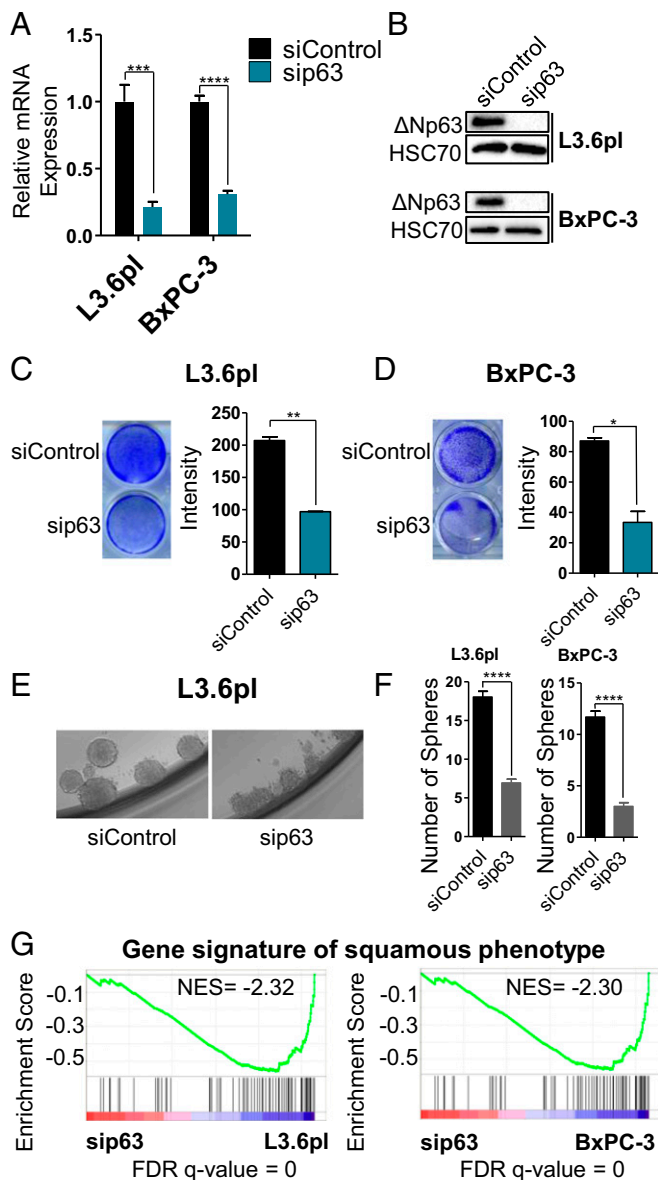 A
siControl
sip63
***
****
Relative mRNA
Expression
1.0
0.5
0.0
L3.6pl
BxPC-3
B
siControl
sip63
ΔNp63
HSC70
L3.6pl
ΔNp63
HSC70
BxPC-3
C
L3.6pl
siControl
sip63
Intensity
250
200
150
100
50
0
**
siControl
sip63
D
BxPC-3
siControl
sip63
Intensity
100
80
60
40
20
0
*
siControl
sip63
E
L3.6pl
siControl
sip63
F
L3.6pl
****
Number of Spheres
20
15
10
5
0
siControl
sip63
BxPC-3
****
Number of Spheres
15
10
5
0
siControl
sip63
G
Gene signature of squamous phenotype
Enrichment Score
-0.1
-0.3
-0.5
NES= -2.32
sip63 L3.6pl
FDR q-value = 0
Enrichment Score
-0.1
-0.3
-0.5
NES= -2.30
sip63 BxPC-3
FDR q-value = 0